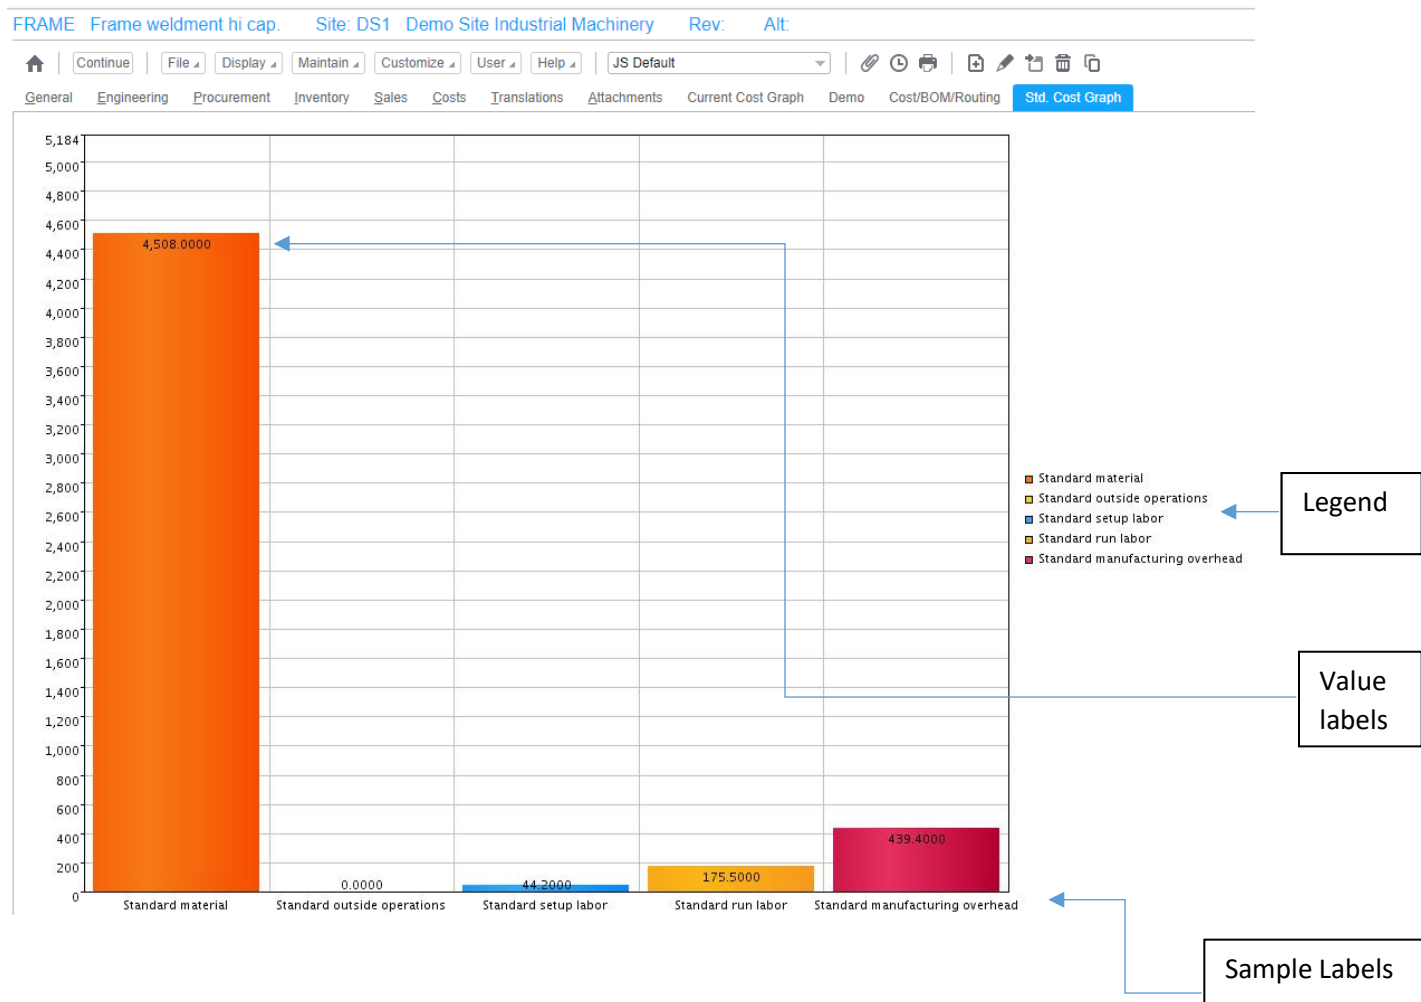 FRAME Frame weldment hi cap. Site: DS1 Demo Site Industrial Machinery Rev: Alt:
Continue File Display Maintain Customize User Help JS Default
General Engineering Procurement Inventory Sales Costs Translations Attachments Current Cost Graph Demo Cost/BOM/Routing Std. Cost Graph
5,184
5,000
4,800
4,600
4,508.0000
4,400
4,200
4,000
3,800
3,600
3,400
3,200
3,000
2,800
2,600
2,400
2,200
2,000
1,800
1,600
1,400
1,200
1,000
800
600
400
200
0
0.0000
44.2000
175.5000
439.4000
Standard material
Standard outside operations
Standard setup labor
Standard run labor
Standard manufacturing overhead
Standard material
Standard outside operations
Standard setup labor
Standard run labor
Standard manufacturing overhead
Legend
Value
labels
Sample Labels